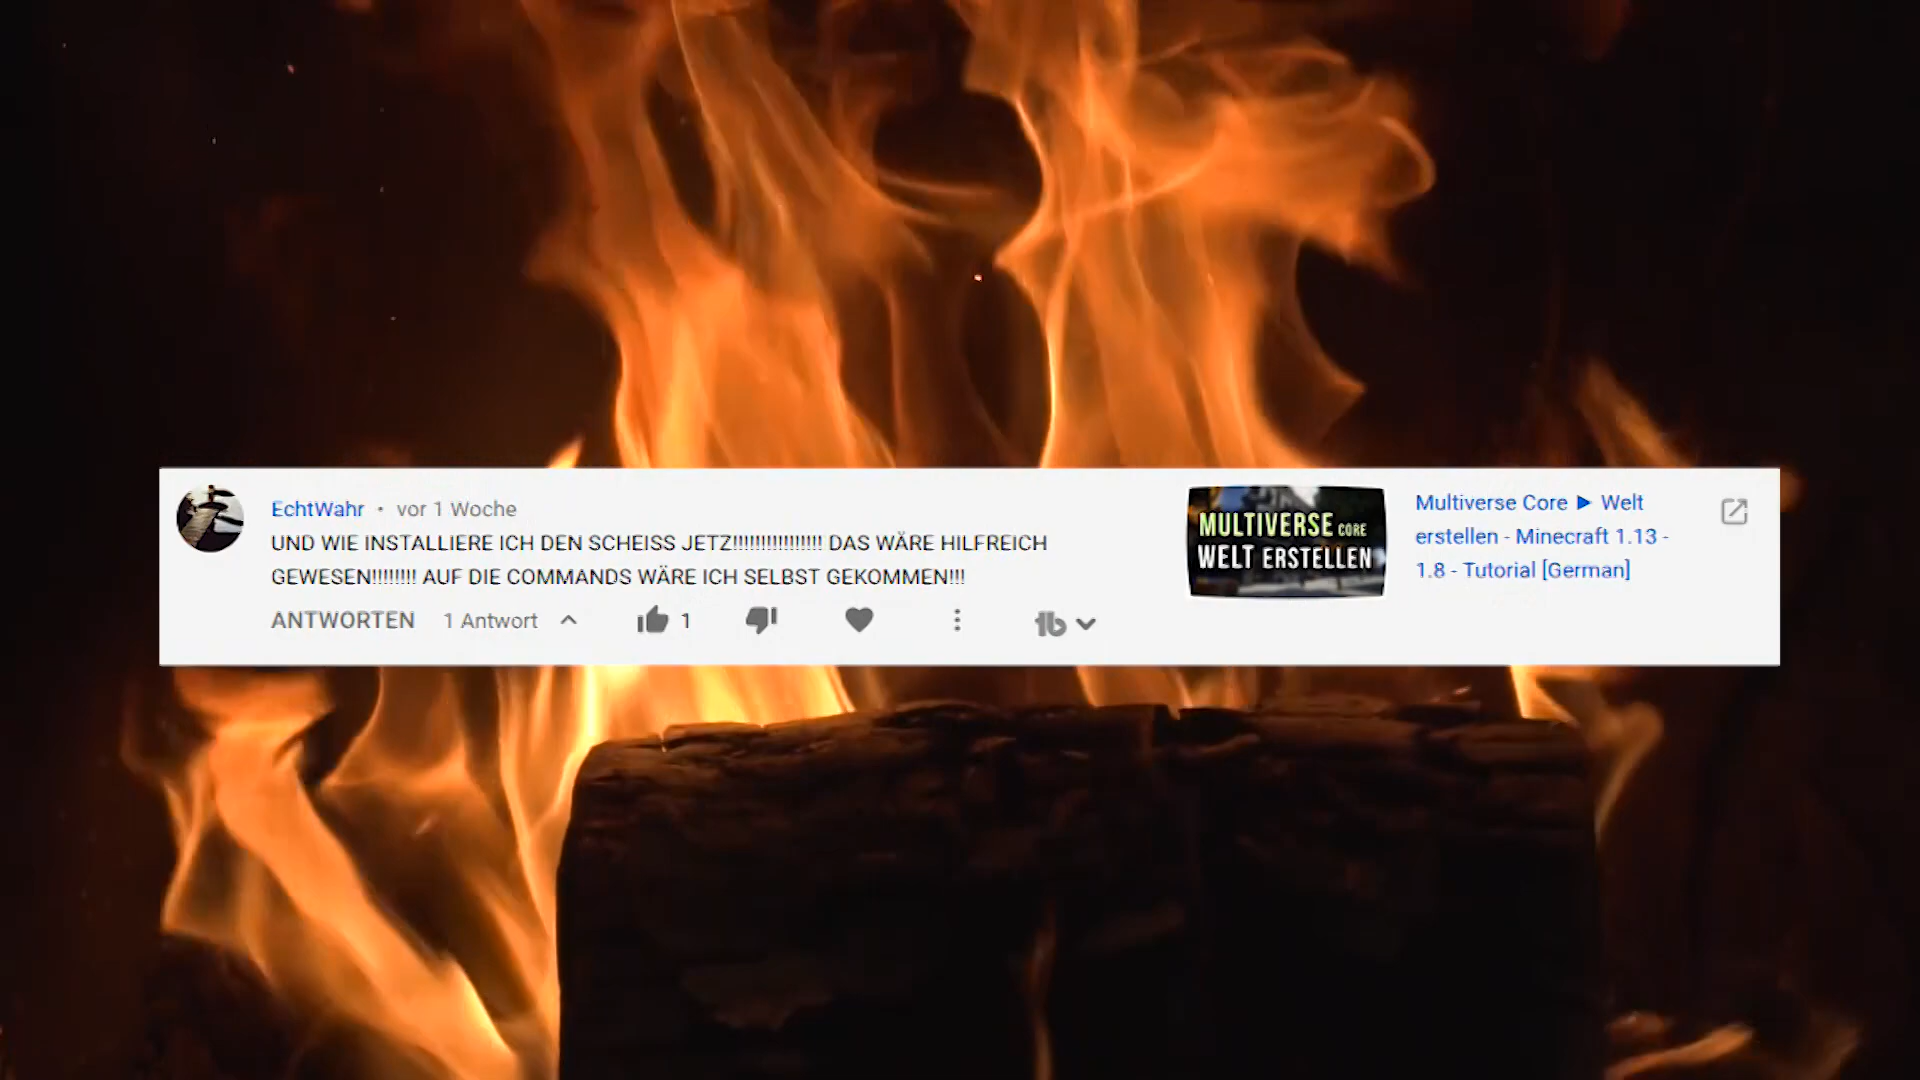 EchtWahr • vor 1 Woche
UND WIE INSTALLIERE ICH DEN SCHEISS JETZ!!!!!!!!!!!!!!!! DAS WÄRE HILFREICH
GEWESEN!!!!!!!! AUF DIE COMMANDS WÄRE ICH SELBST GEKOMMEN!!!
ANTWORTEN 1 Antwort 1
MULTIVERSE CORE
WELT ERSTELLEN
Multiverse Core ► Welt
erstellen - Minecraft 1.13 -
1.8 - Tutorial [German]